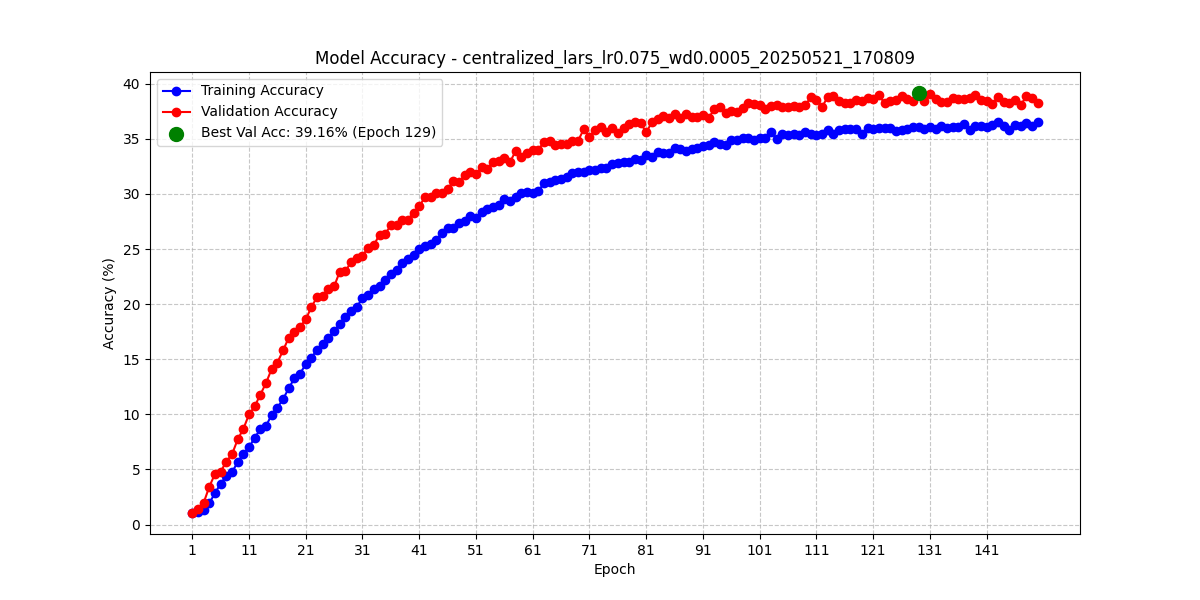 Model Accuracy - centralized_lars_lr0.075_wd0.0005_20250521_170809
Training Accuracy
Validation Accuracy
Best Val Acc: 39.16% (Epoch 129)
Accuracy (%)
40
35
30
25
20
15
10
5
0
1 11 21 31 41 51 61 71 81 91 101 111 121 131 141
Epoch